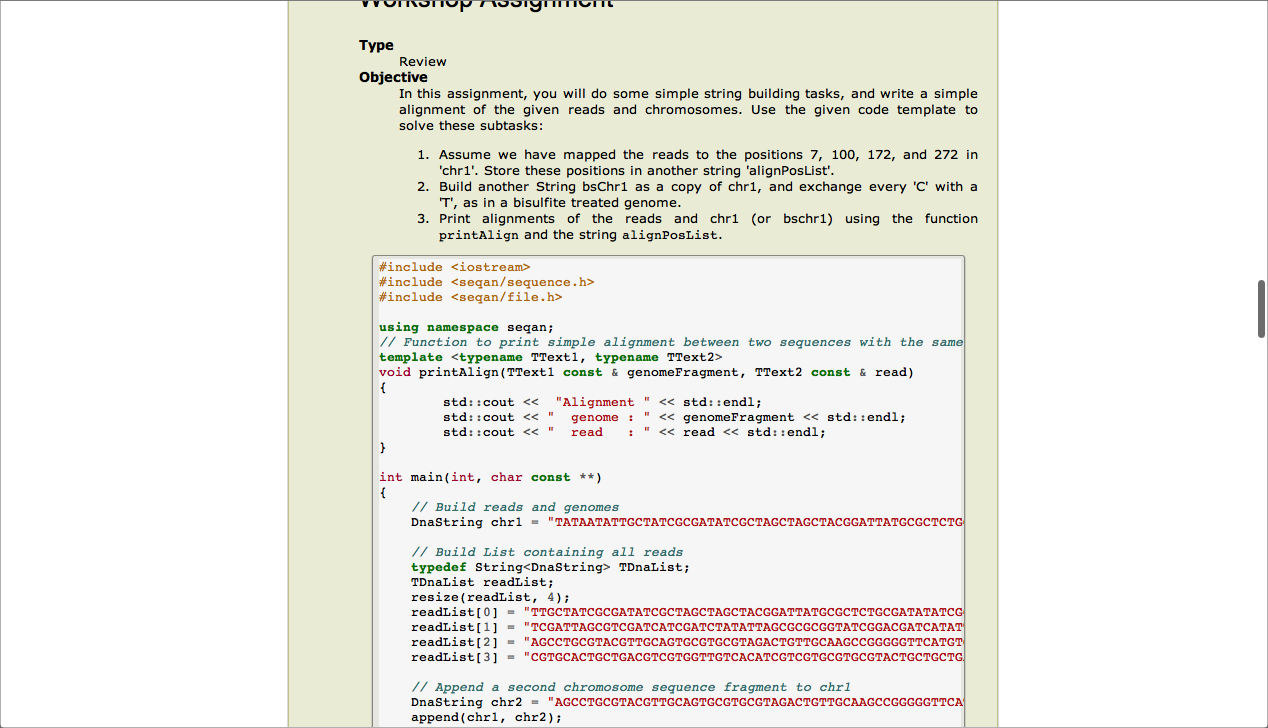 Workshop Assignment
Type
Review
Objective
In this assignment, you will do some simple string building tasks, and write a simple
alignment of the given reads and chromosomes. Use the given code template to
solve these subtasks:
1. Assume we have mapped the reads to the positions 7, 100, 172, and 272 in
'chr1'. Store these positions in another string 'alignPosList'.
2. Build another String bsChr1 as a copy of chr1, and exchange every 'C' with a
'T', as in a bisulfite treated genome.
3. Print alignments of the reads and chr1 (or bschr1) using the function
printAlign and the string alignPosList.
#include <iostream>
#include <seqan/sequence.h>
#include <seqan/file.h>
using namespace seqan;
// Function to print simple alignment between two sequences with the same
template <typename TText1, typename TText2>
void printAlign(TText1 const & genomeFragment, TText2 const & read)
{
std::cout <<  "Alignment " << std::endl;
std::cout << "  genome : " << genomeFragment << std::endl;
std::cout << "  read   : " << read << std::endl;
}
int main(int, char const **)
{
// Build reads and genomes
DnaString chr1 = "TATAATATTGCTATCGCGATATCGCTAGCTAGCTACGGATTATGCGCTCTG
// Build List containing all reads
typedef String<DnaString> TDnaList;
TDnaList readList;
resize(readList, 4);
readList[0] = "TTGCTATCGCGATATCGCTAGCTAGCTACGGATTATGCGCTCTGCGATATATCG
readList[1] = "TCGATTAGCGTCGATCATCGATCTATATTAGCGCGCGGTATCGGACGATCATAT
readList[2] = "AGCCTGCGTACGTTGCAGTGCGTGCGTAGACTGTTGCAAGCCGGGGGTTCATGT
readList[3] = "CGTGCACTGCTGACGTCGTGGTTGTCACATCGTCGTGCGTGCGTACTGCTGCTG
// Append a second chromosome sequence fragment to chr1
DnaString chr2 = "AGCCTGCGTACGTTGCAGTGCGTGCGTAGACTGTTGCAAGCCGGGGGTTCA
append(chr1, chr2);